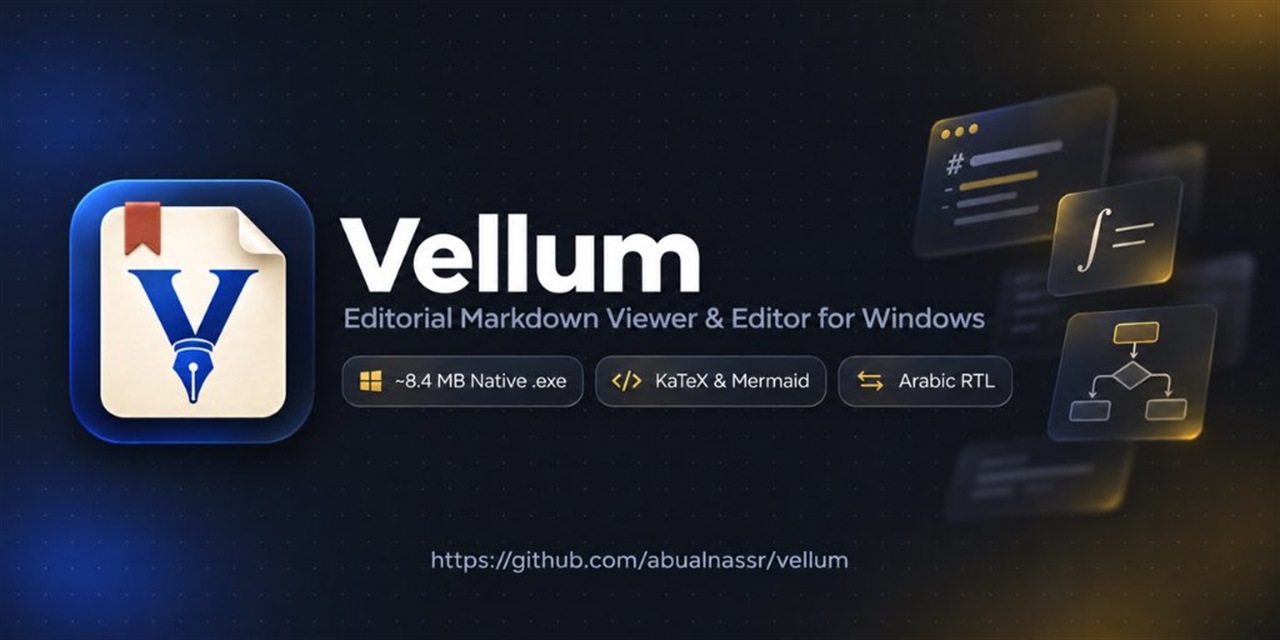 V
Vellum
Editorial Markdown Viewer & Editor for Windows
~8.4 MB Native .exe
</> KaTeX & Mermaid
Arabic RTL
#
∫ =
https://github.com/abualnassr/vellum